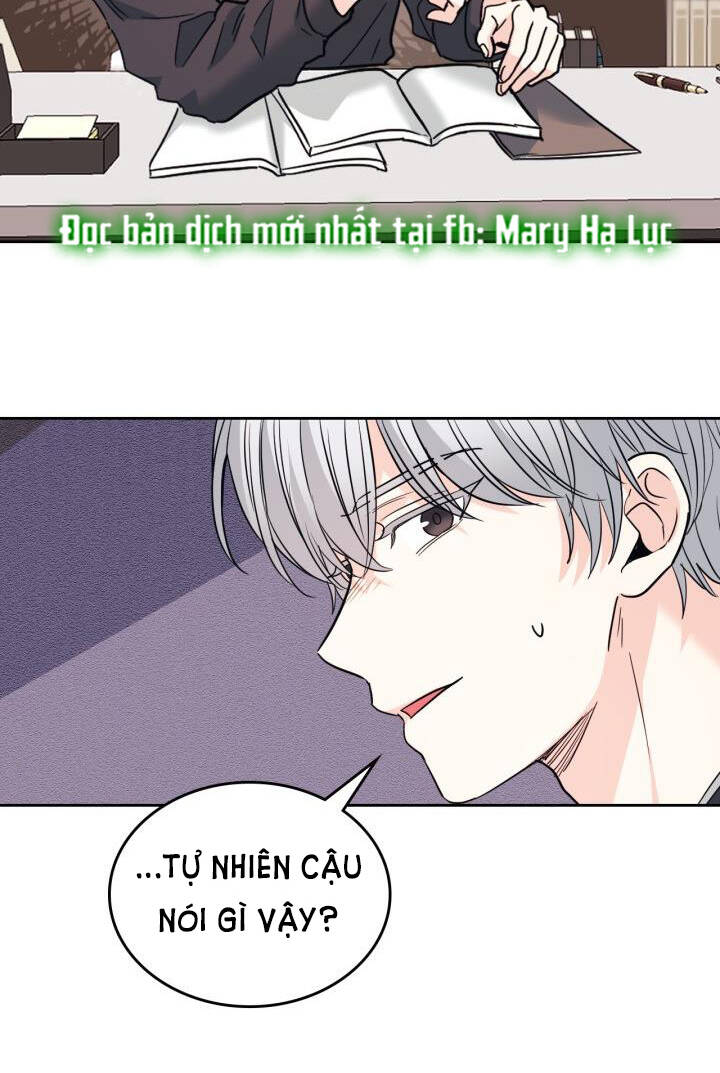 Đọc bản dịch mới nhất tại fb: Mary Hạ Lục
...TỰ NHIÊN CẬU
NÓI GÌ VẬY?